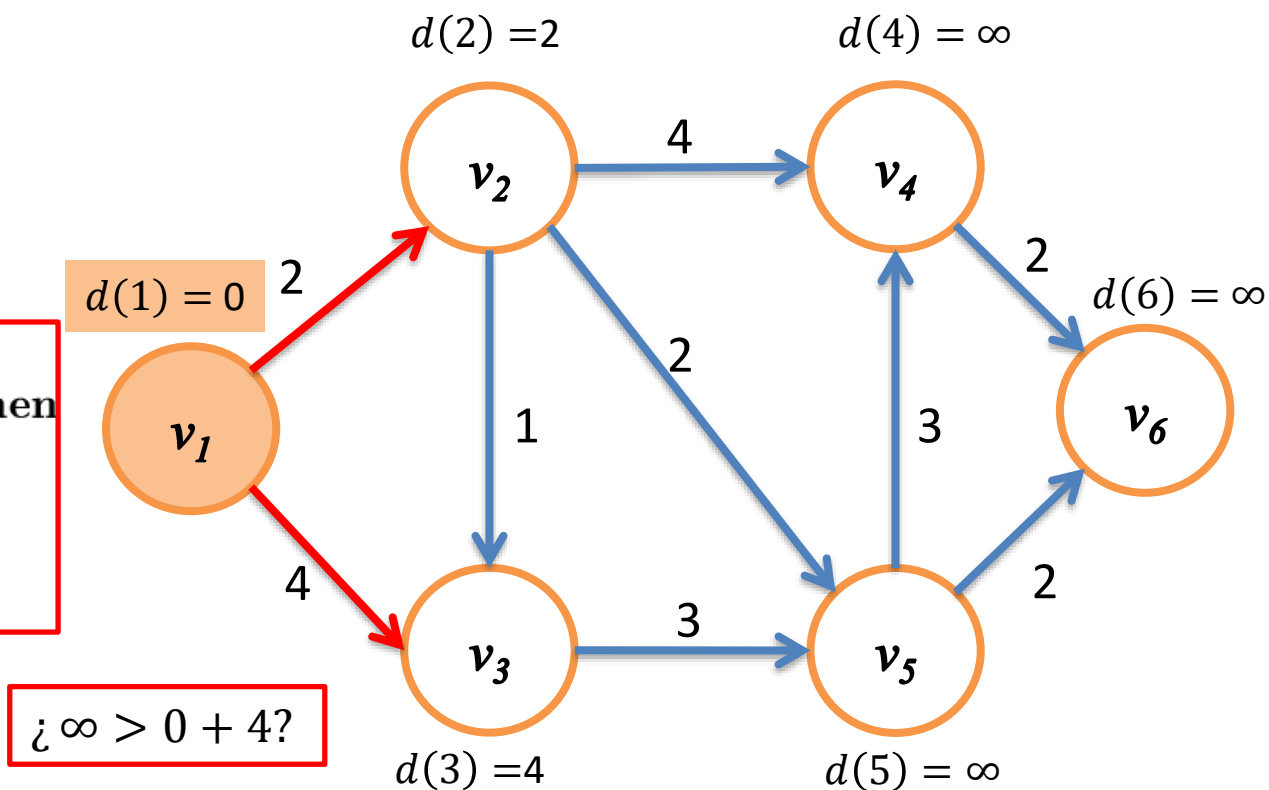 d(2) =2
d(4) = ∞
4
v2
v4
2
2
d(1) = 0
d(6) = ∞
2
1
3
v1
v6
4
3
2
v3
v5
¿ ∞ > 0 + 4?
d(3) =4
d(5) = ∞